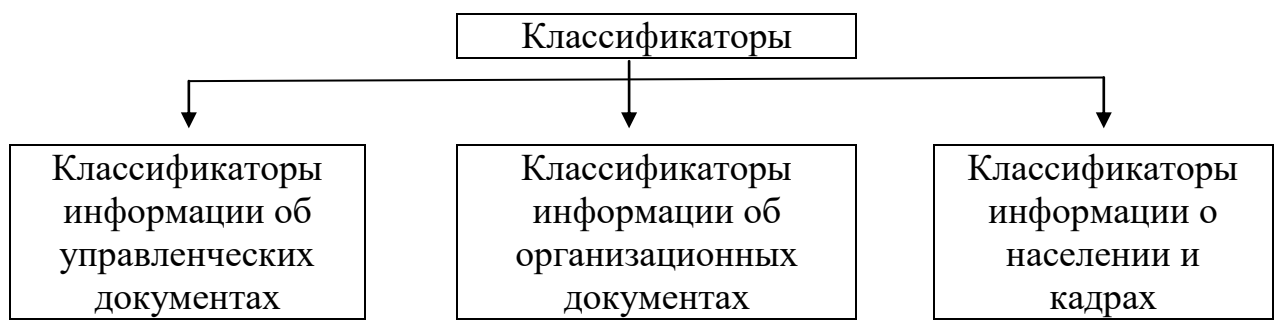 Классификаторы
Классификаторы
информации об
управленческих
документах
Классификаторы
информации об
организационных
документах
Классификаторы
информации о
населении и
кадрах